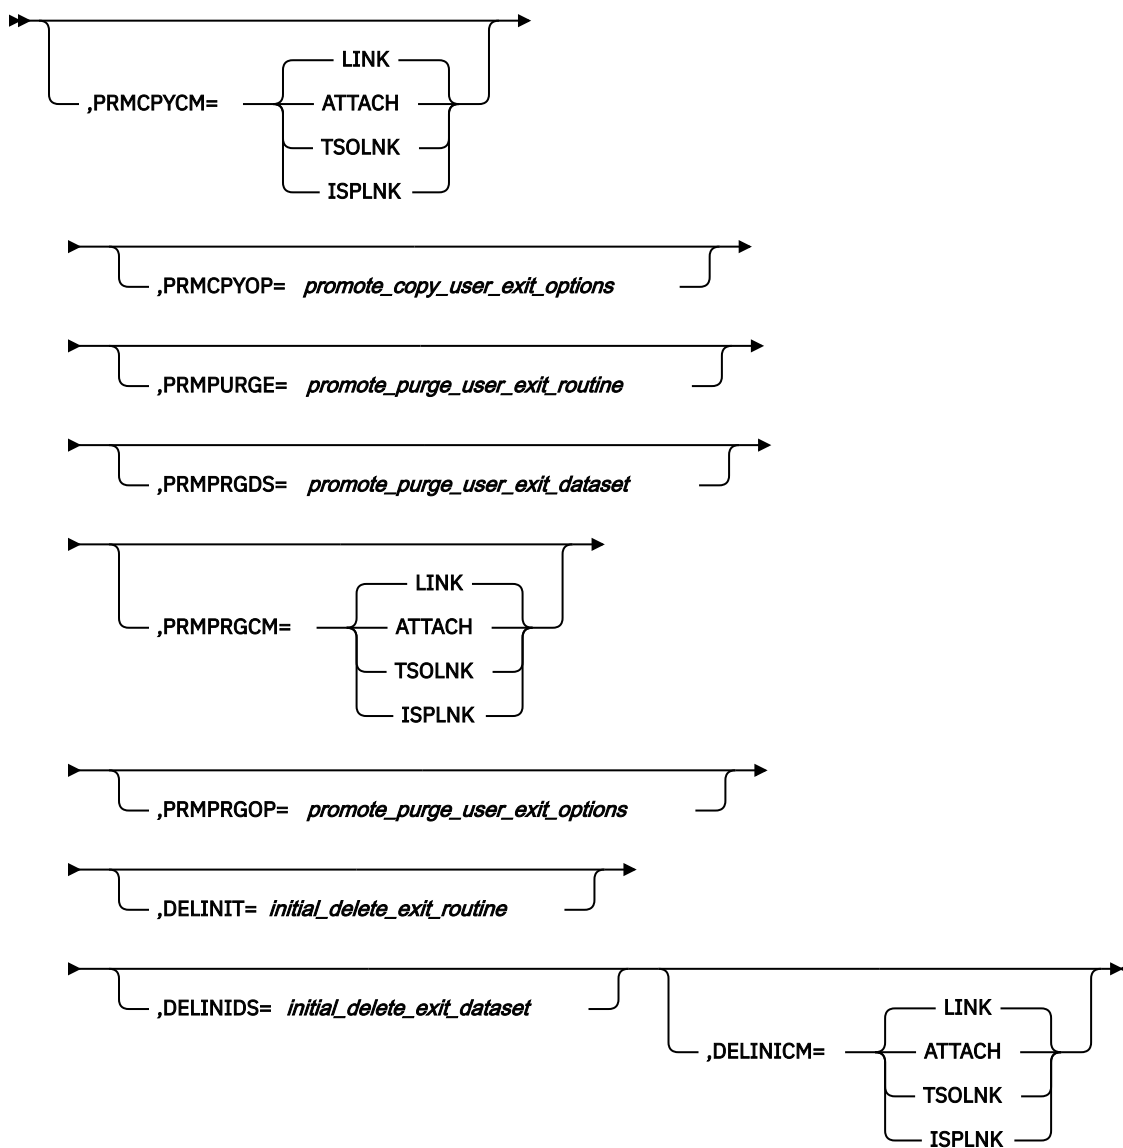 LINK
,PRMCPYCM= ATTACH
TSOLNK
ISPLNK
,PRMCPYOP= promote_copy_user_exit_options
,PRMPURGE= promote_purge_user_exit_routine
,PRMPRGDS= promote_purge_user_exit_dataset
LINK
,PRMPRGCM= ATTACH
TSOLNK
ISPLNK
,PRMPRGOP= promote_purge_user_exit_options
,DELINIT= initial_delete_exit_routine
,DELINIDS= initial_delete_exit_dataset
LINK
,DELINICM= ATTACH
TSOLNK
ISPLNK